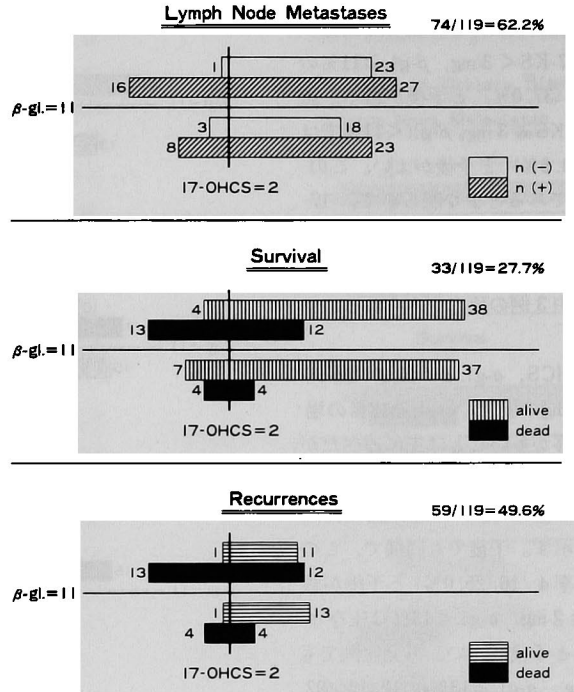 Lymph Node Metastases
74/119=62.2%
1 23
16 27
β-gl.=11
3 18
8 23
17-OHCS=2
n (-)
n (+)
Survival
33/119=27.7%
4 38
13 12
β-gl.=11
7 37
4 4
17-OHCS=2
alive
dead
Recurrences
59/119=49.6%
1 11
13 12
β-gl.=11
1 13
4 4
17-OHCS=2
alive
dead